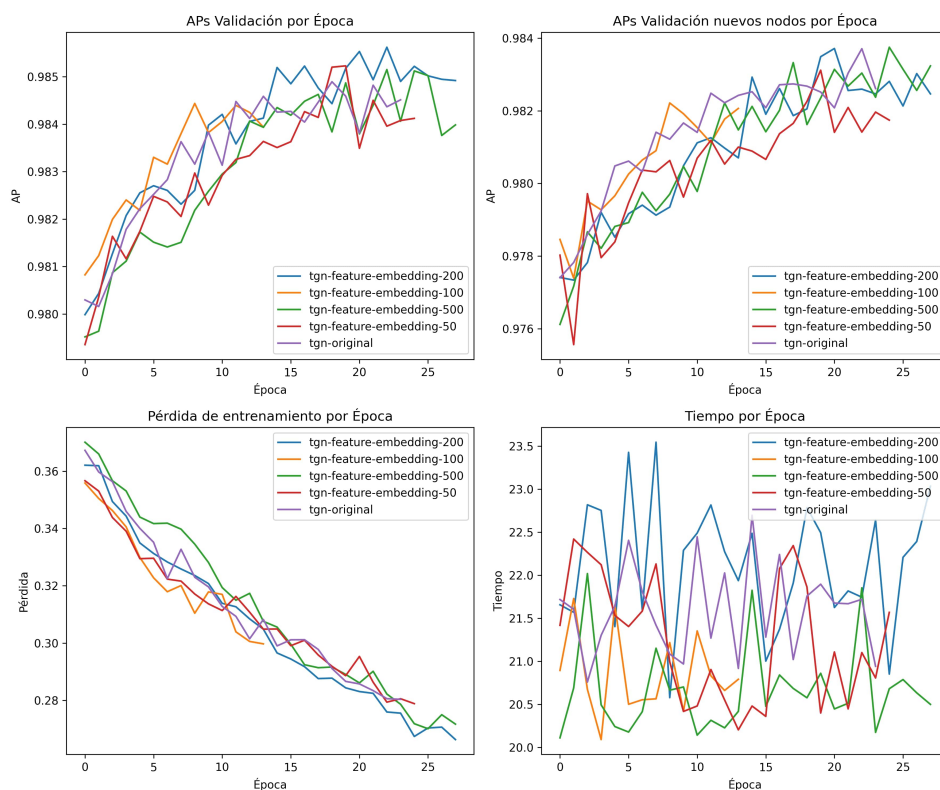 APs Validación por Época
0.985
0.984
0.983
0.982
0.981
0.980
AP
0
5
10
15
20
25
Época
tgn-feature-embedding-200
tgn-feature-embedding-100
tgn-feature-embedding-500
tgn-feature-embedding-50
tgn-original
APs Validación nuevos nodos por Época
0.984
0.982
0.980
0.978
0.976
AP
0
5
10
15
20
25
Época
tgn-feature-embedding-200
tgn-feature-embedding-100
tgn-feature-embedding-500
tgn-feature-embedding-50
tgn-original
Pérdida de entrenamiento por Época
0.36
0.34
0.32
0.30
0.28
Pérdida
0
5
10
15
20
25
Época
tgn-feature-embedding-200
tgn-feature-embedding-100
tgn-feature-embedding-500
tgn-feature-embedding-50
tgn-original
Tiempo por Época
23.5
23.0
22.5
22.0
21.5
21.0
20.5
20.0
Tiempo
0
5
10
15
20
25
Época
tgn-feature-embedding-200
tgn-feature-embedding-100
tgn-feature-embedding-500
tgn-feature-embedding-50
tgn-original